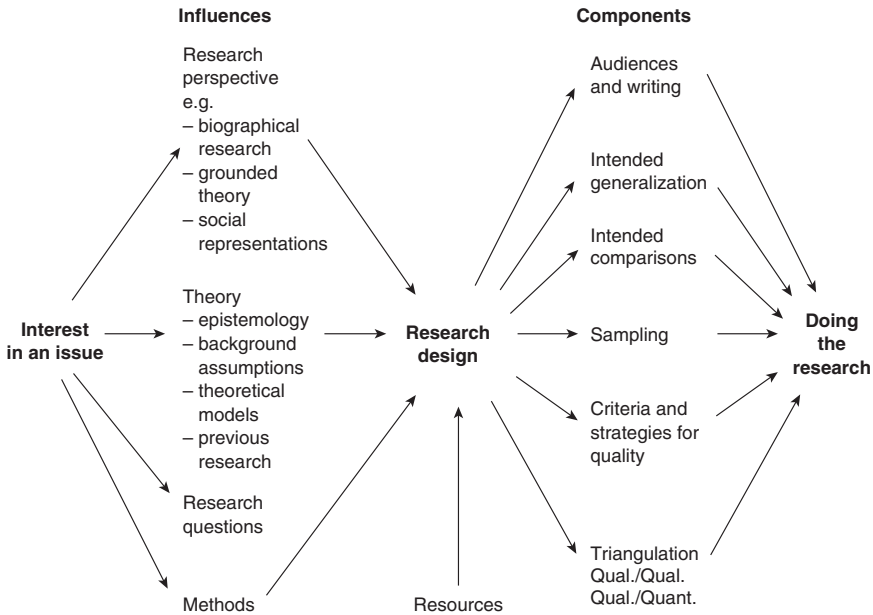 Influences
Components
Research
perspective
e.g.
– biographical
research
– grounded
theory
– social
representations
Theory
– epistemology
– background
assumptions
– theoretical
models
– previous
research
Research
questions
Methods
Interest
in an issue
Research
design
Resources
Audiences
and writing
Intended
generalization
Intended
comparisons
Sampling
Criteria and
strategies for
quality
Triangulation
Qual./Qual.
Qual./Quant.
Doing
the
research